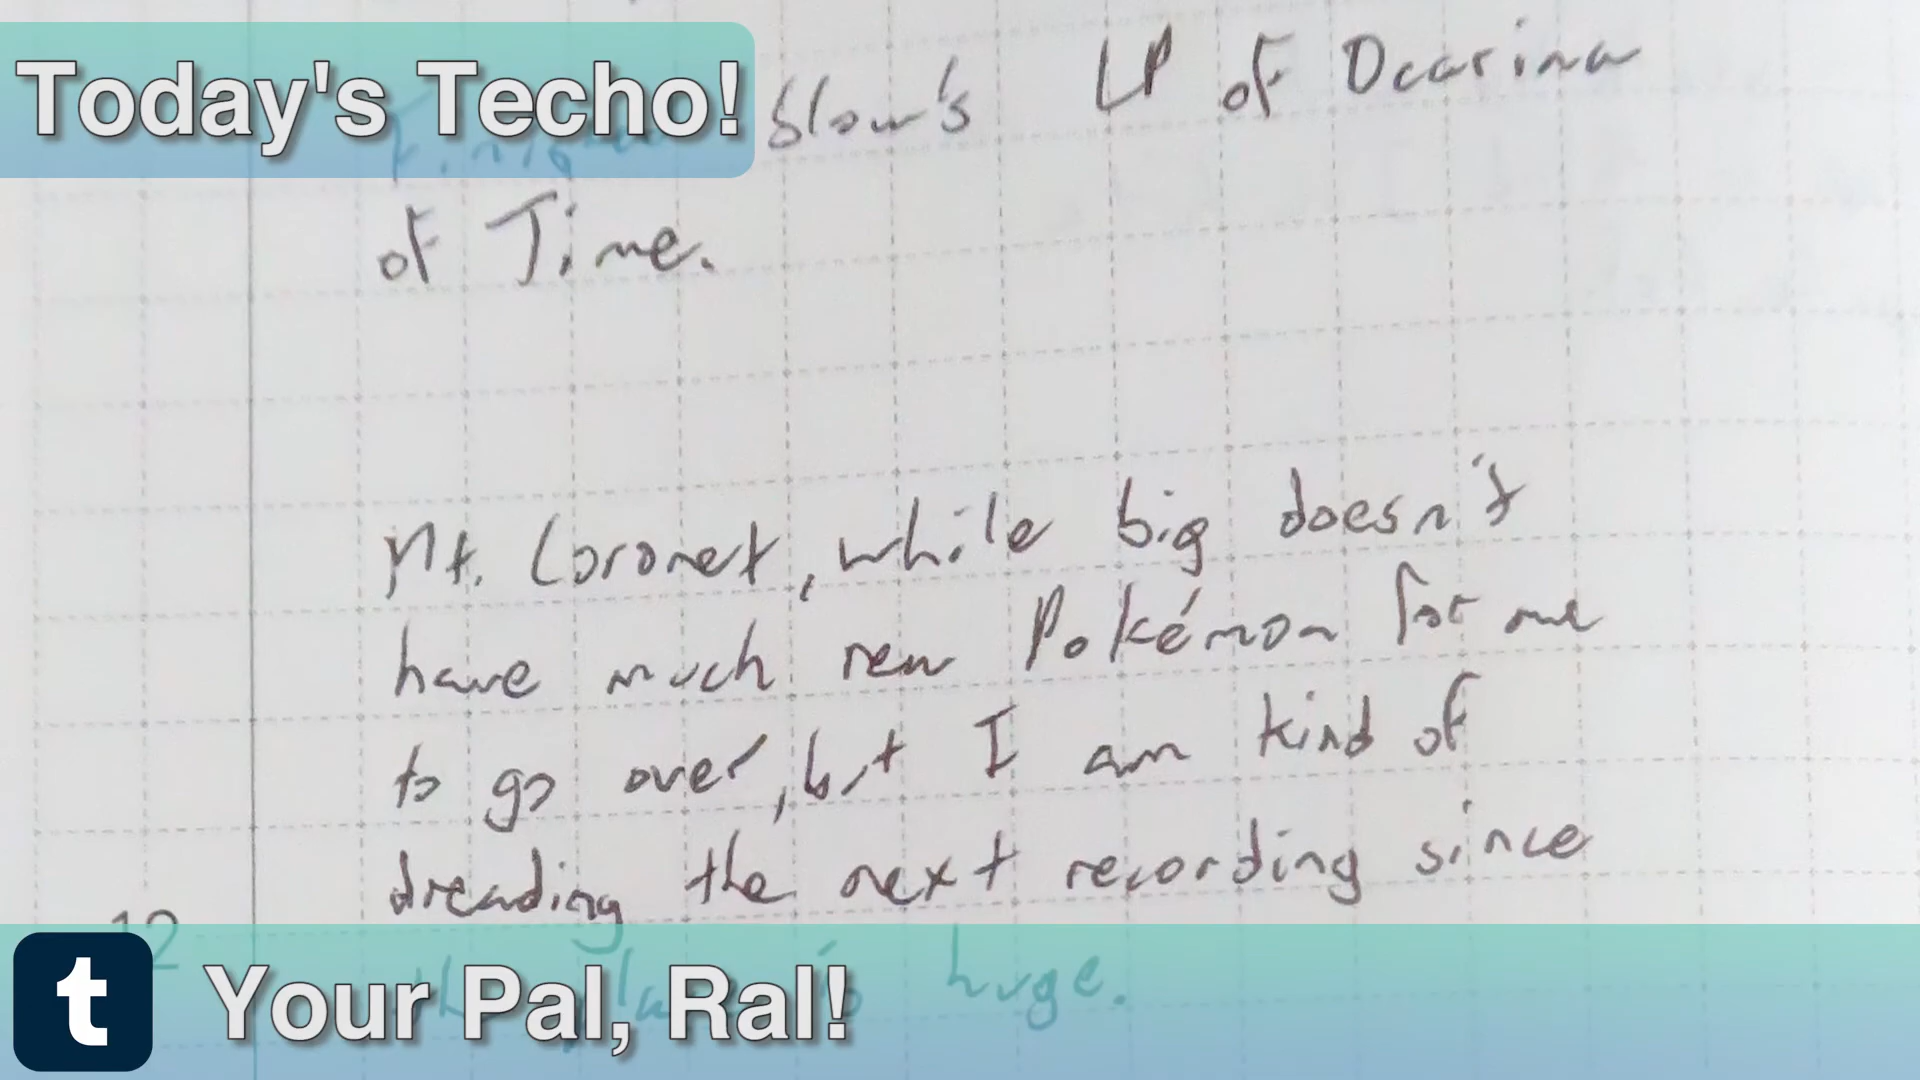 Today's Techo!
slow's LP of Ocarina
of Time.
Mt. Coronet, while big doesn't
have much new Pokémon for me
to go over, but I am kind of
dreading the next recording since
huge.
12
t Your Pal, Ral!